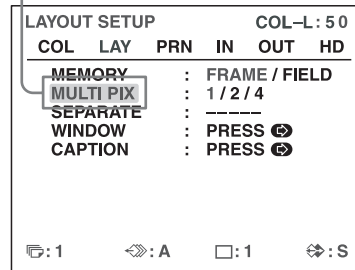 LAYOUT SETUP COL–L:50
COL LAY PRN IN OUT HD
MEMORY : FRAME / FIELD
MULTI PIX : 1 / 2 / 4
SEPARATE : –––––
WINDOW : PRESS
CAPTION : PRESS
:1 :A :1 :S